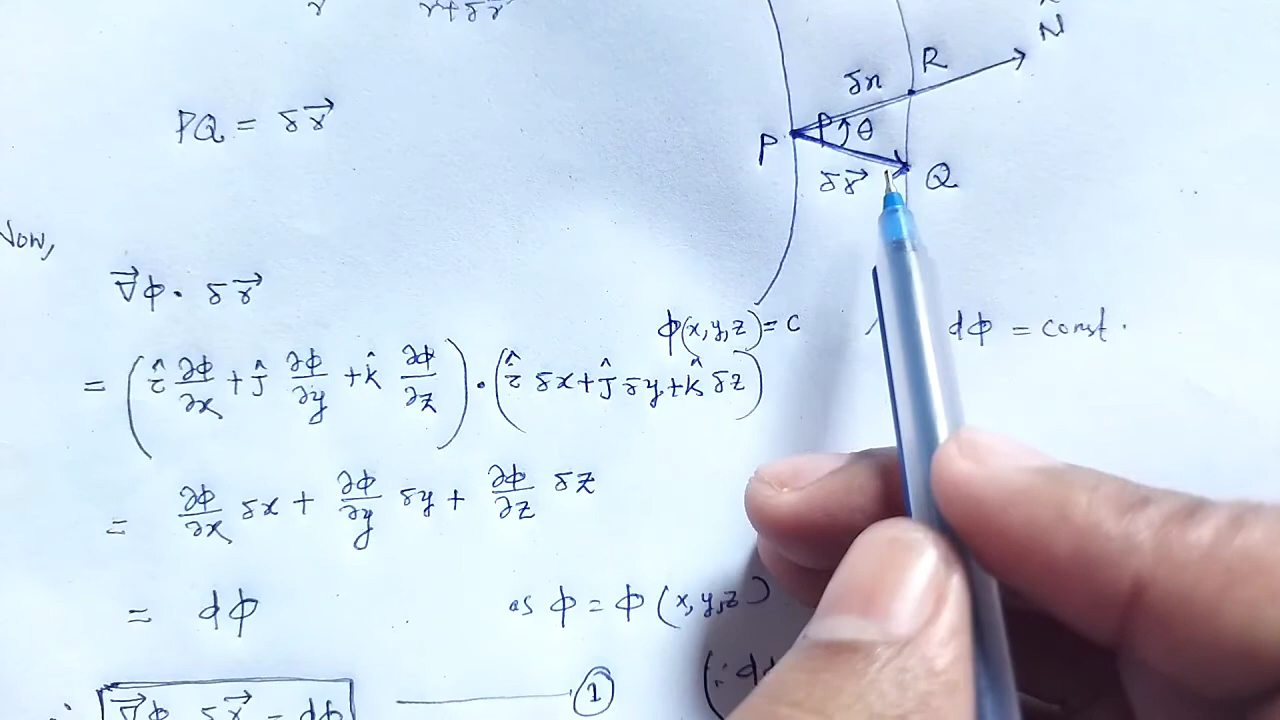 r r+δr⃗
N
R
δn
PQ = δr⃗
P θ
δr⃗ Q
Now,
∇⃗ϕ · δr⃗
ϕ(x,y,z)=c dϕ = const.
= (î ∂ϕ/∂x + ĵ ∂ϕ/∂y + k̂ ∂ϕ/∂z) · (î δx + ĵ δy + k̂ δz)
= ∂ϕ/∂x δx + ∂ϕ/∂y δy + ∂ϕ/∂z δz
= dϕ as ϕ = ϕ(x,y,z)
∴ ∇⃗ϕ · δr⃗ = dϕ ①